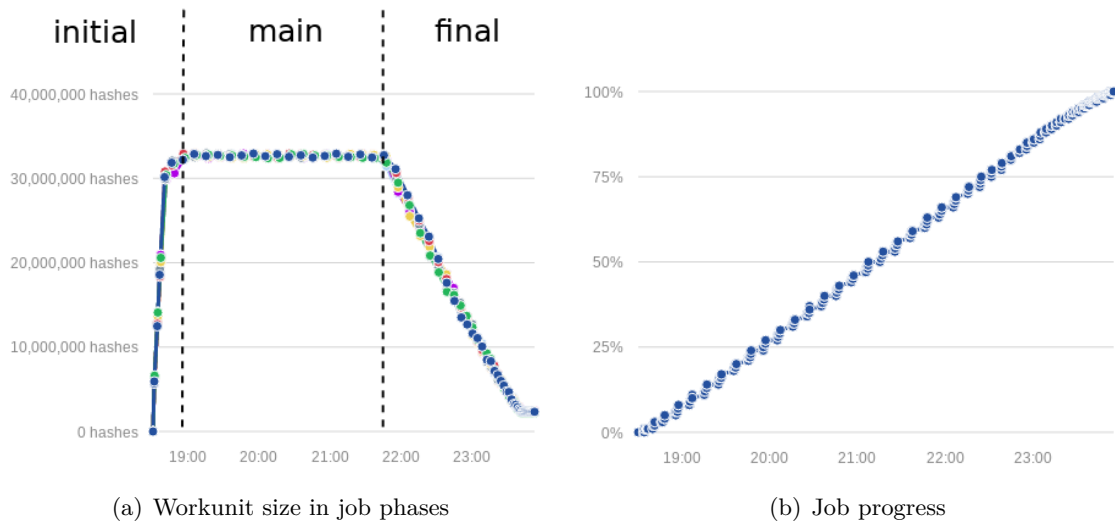 initial main final
40,000,000 hashes
30,000,000 hashes
20,000,000 hashes
10,000,000 hashes
0 hashes
19:00 20:00 21:00 22:00 23:00
(a) Workunit size in job phases
100%
75%
50%
25%
0%
19:00 20:00 21:00 22:00 23:00
(b) Job progress